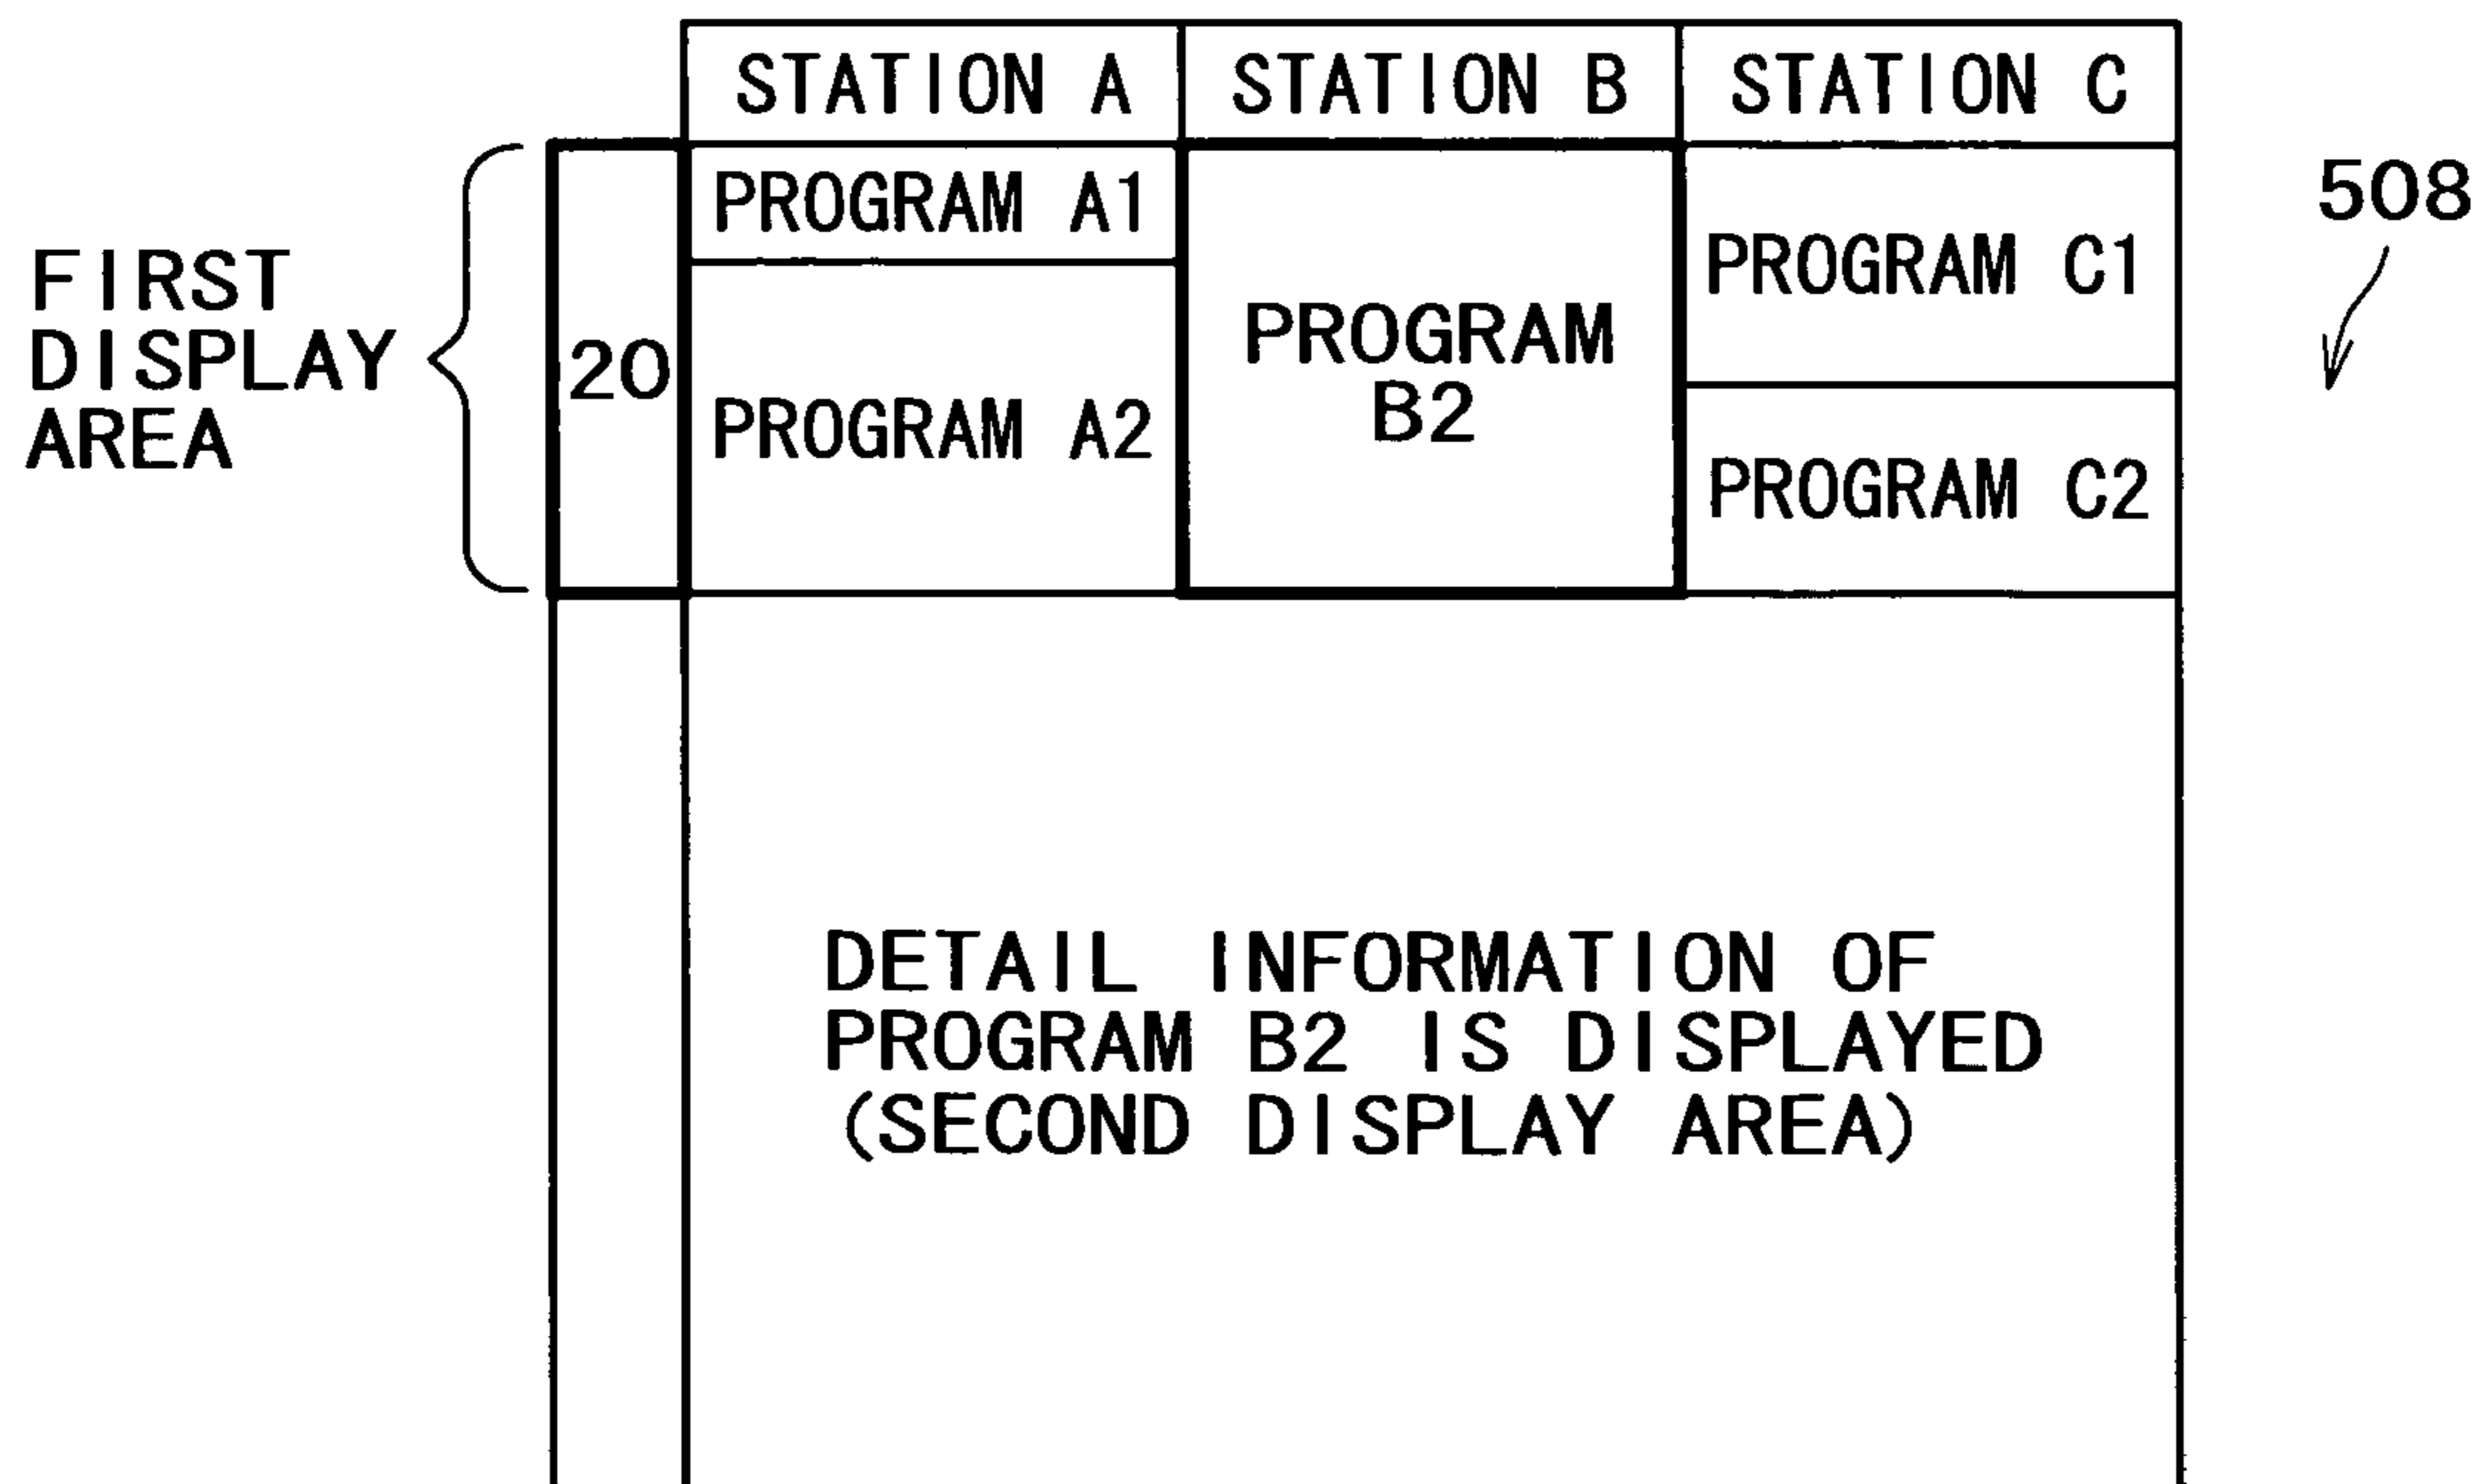 STATION A STATION B STATION C
FIRST
DISPLAY
AREA
20
PROGRAM A1
PROGRAM A2
PROGRAM
B2
PROGRAM C1
PROGRAM C2
508
DETAIL INFORMATION OF
PROGRAM B2 IS DISPLAYED
(SECOND DISPLAY AREA)